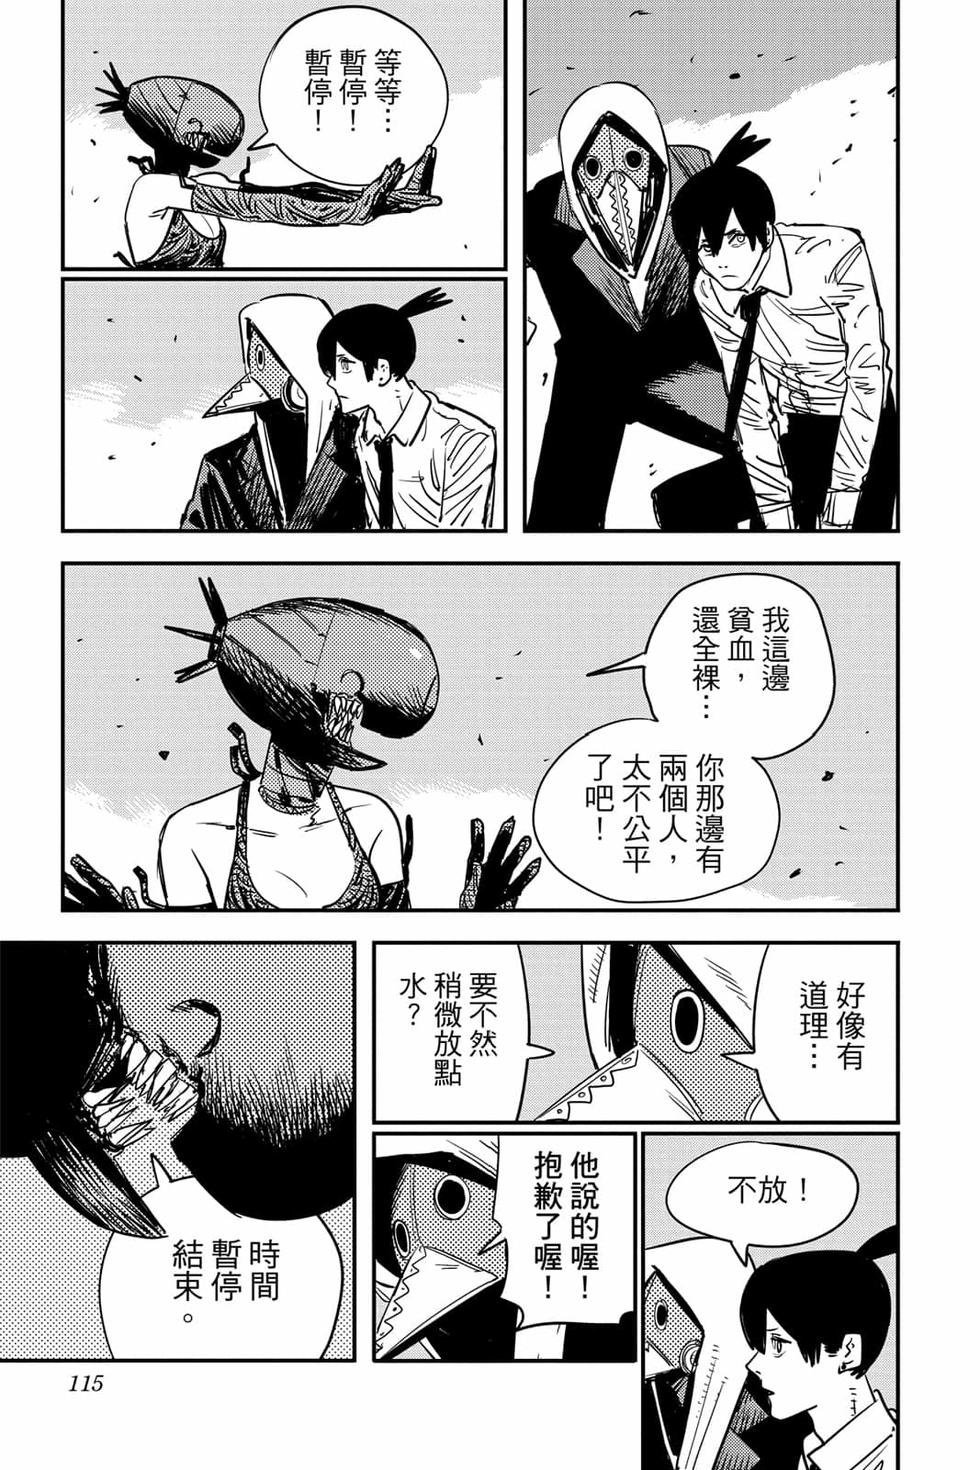 等等…
暫停！
暫停！
我這邊
貧血，
還全裸…
你那邊有
兩個人，
太不公平
了吧！
好像有
道理…
要不然
稍微放點
水？
不放！
他說的喔！
抱歉了喔！
時間
暫停
結束。
115